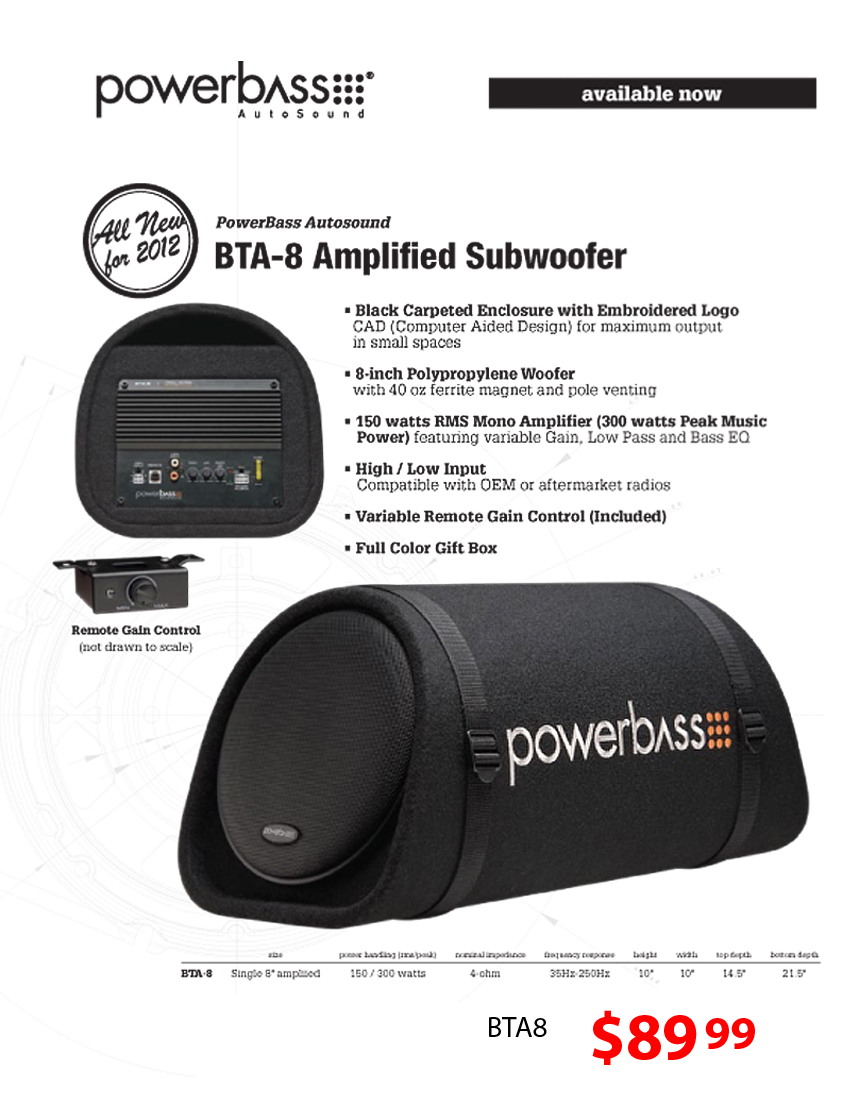 powerbass®
AutoSound
available now
All New
for 2012
PowerBass Autosound
BTA-8 Amplified Subwoofer
▪ Black Carpeted Enclosure with Embroidered Logo
CAD (Computer Aided Design) for maximum output
in small spaces
▪ 8-inch Polypropylene Woofer
with 40 oz ferrite magnet and pole venting
▪ 150 watts RMS Mono Amplifier (300 watts Peak Music
Power) featuring variable Gain, Low Pass and Bass EQ
▪ High / Low Input
Compatible with OEM or aftermarket radios
▪ Variable Remote Gain Control (Included)
▪ Full Color Gift Box
BTA-8
powerbass
Remote Gain Control
(not drawn to scale)
powerbass
size power handling (rms/peak) nominal impedance frequency response height width top depth bottom depth
BTA-8 Single 8" amplified 150 / 300 watts 4-ohm 35Hz-250Hz 10" 10" 14.5" 21.5"
BTA8 $89 99